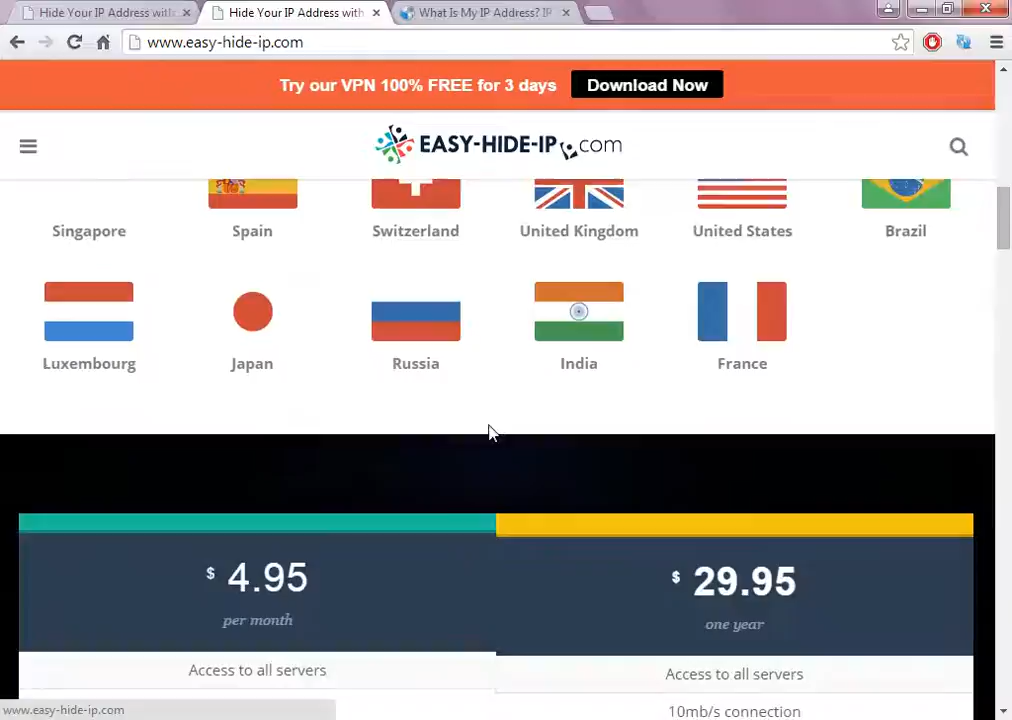 Hide Your IP Address with
Hide Your IP Address with
What Is My IP Address? IP
www.easy-hide-ip.com
Try our VPN 100% FREE for 3 days
Download Now
EASY-HIDE-IP.com
Singapore
Spain
Switzerland
United Kingdom
United States
Brazil
Luxembourg
Japan
Russia
India
France
$ 4.95
$ 29.95
per month
one year
Access to all servers
Access to all servers
10mb/s connection
www.easy-hide-ip.com